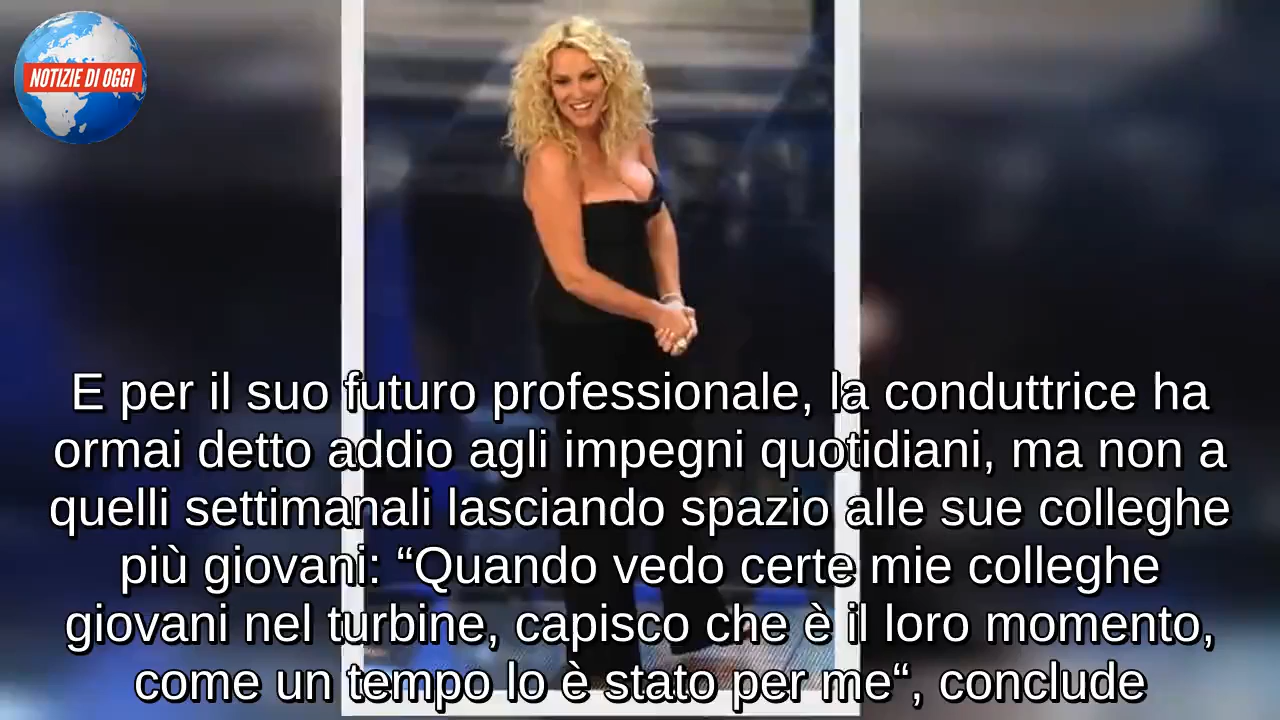 NOTIZIE DI OGGI
E per il suo futuro professionale, la conduttrice ha
ormai detto addio agli impegni quotidiani, ma non a
quelli settimanali lasciando spazio alle sue colleghe
più giovani: “Quando vedo certe mie colleghe
giovani nel turbine, capisco che è il loro momento,
come un tempo lo è stato per me“, conclude